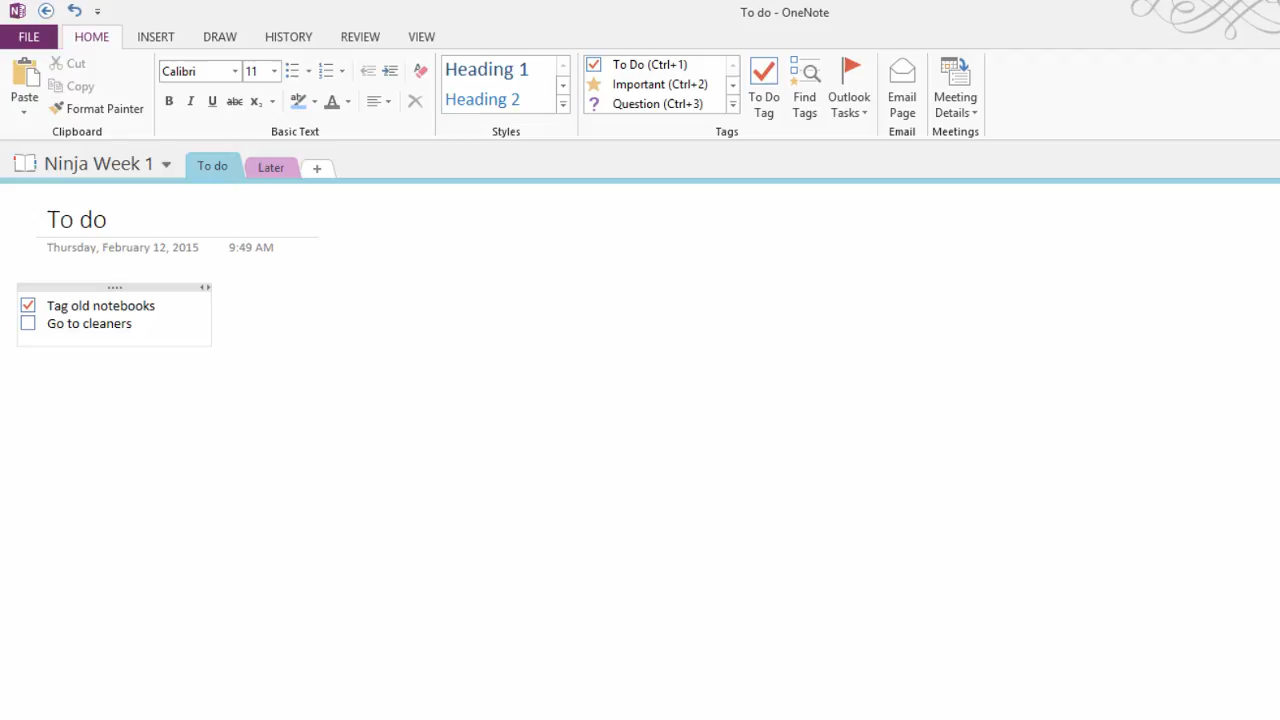 To do - OneNote
FILE HOME INSERT DRAW HISTORY REVIEW VIEW
Paste
Cut
Copy
Format Painter
Clipboard
Calibri 11
B I U abc X₂ A
Basic Text
Heading 1
Heading 2
Styles
To Do (Ctrl+1)
Important (Ctrl+2)
Question (Ctrl+3)
To Do Tag
Find Tags
Outlook Tasks
Tags
Email Page
Email
Meeting Details
Meetings
Ninja Week 1 To do Later +
To do
Thursday, February 12, 2015 9:49 AM
Tag old notebooks
Go to cleaners